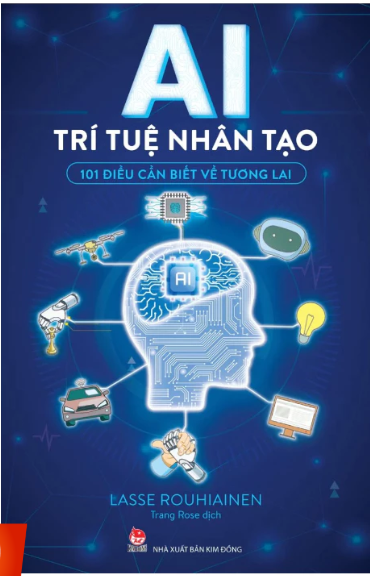 AI
TRÍ TUỆ NHÂN TẠO
101 ĐIỀU CẦN BIẾT VỀ TƯƠNG LAI
AI
LASSE ROUHIAINEN
Trang Rose dịch
NHÀ XUẤT BẢN KIM ĐỒNG